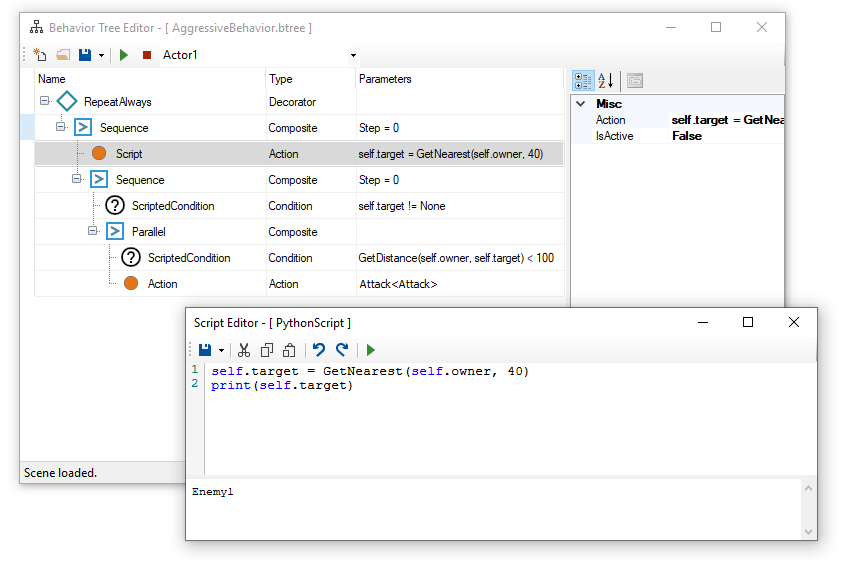 Behavior Tree Editor - [ AggressiveBehavior.btree ]
Actor1
Name Type Parameters
RepeatAlways Decorator
Sequence Composite Step = 0
Script Action self.target = GetNearest(self.owner, 40)
Sequence Composite Step = 0
ScriptedCondition Condition self.target != None
Parallel Composite
ScriptedCondition Condition GetDistance(self.owner, self.target) < 100
Action Action Attack<Attack>
A
Z
Misc
Action self.target = GetNea
IsActive False
Scene loaded.
Script Editor - [ PythonScript ]
1 self.target = GetNearest(self.owner, 40)
2 print(self.target)
Enemy1